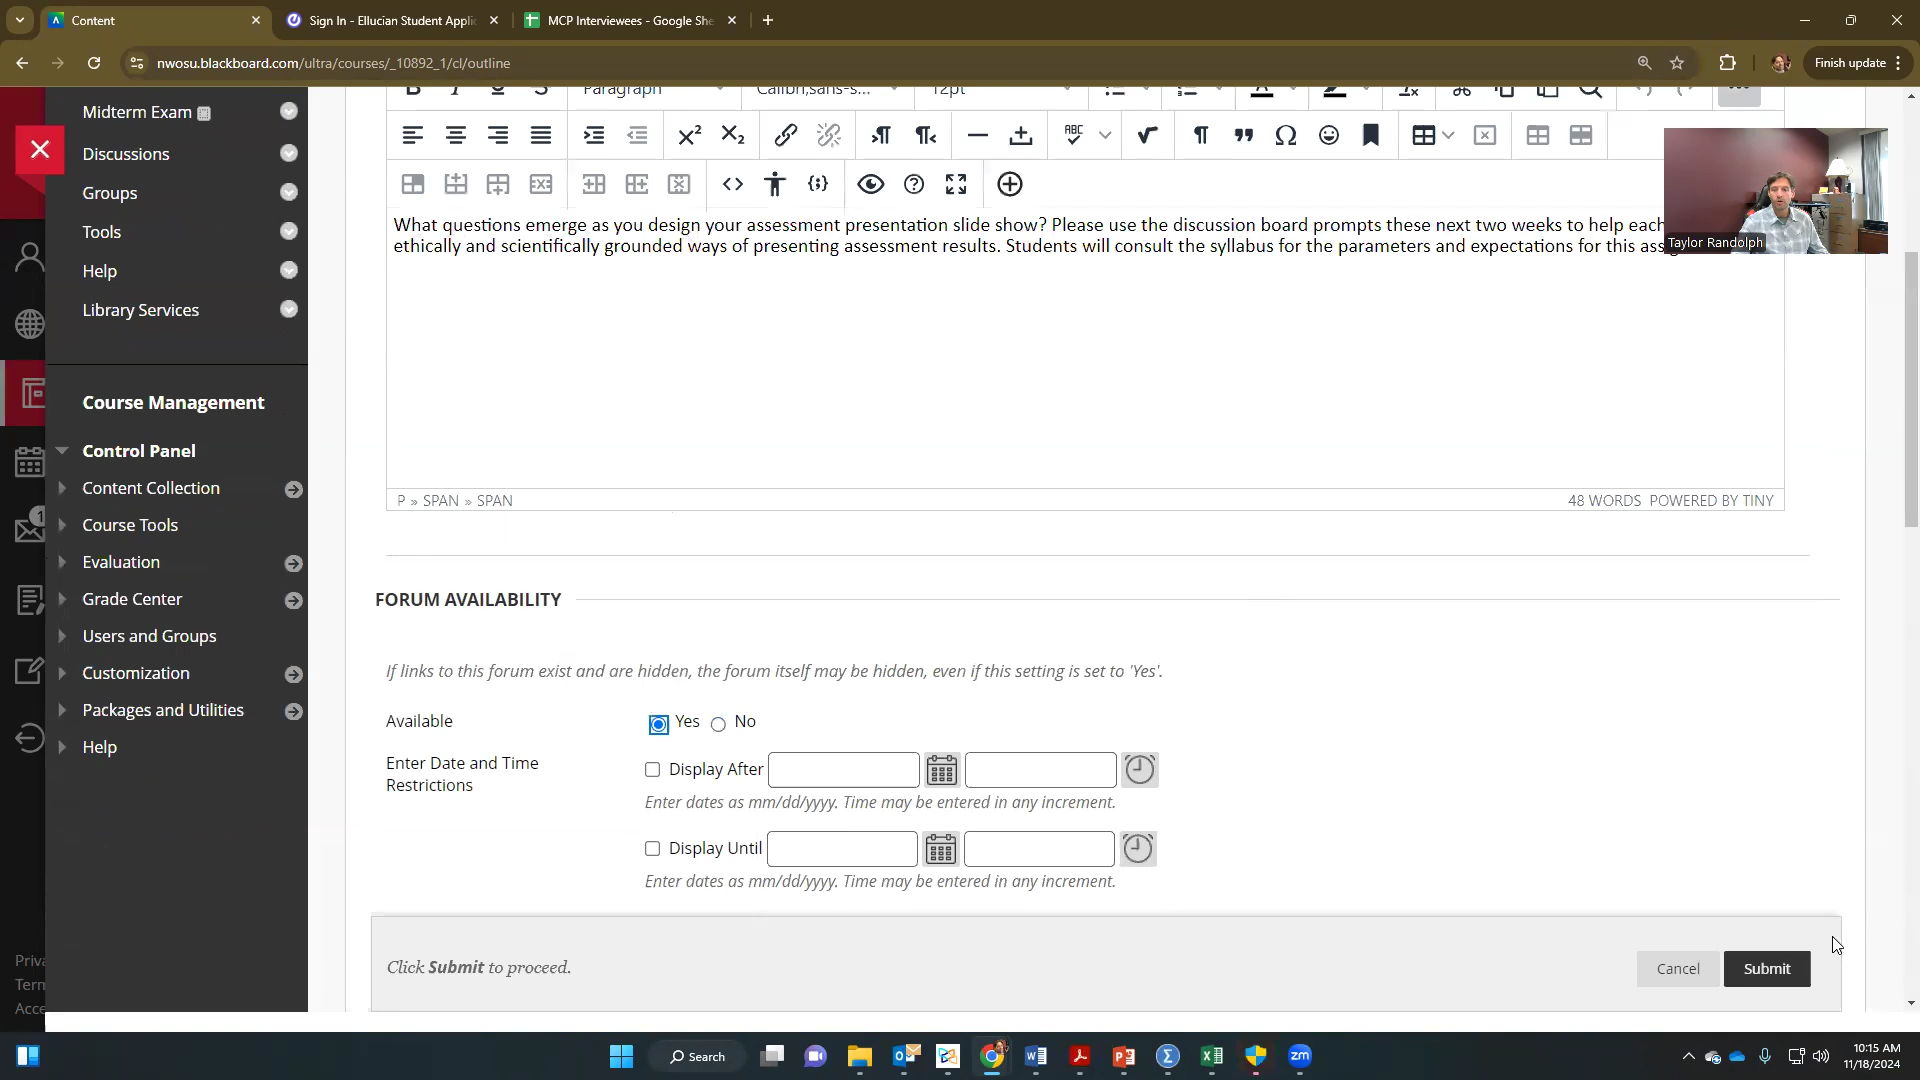 Content
Sign In - Ellucian Student Applic
MCP Interviewees - Google She
nwosu.blackboard.com/ultra/courses/_10892_1/cl/outline
Finish update
Midterm Exam
Discussions
Groups
Tools
Help
Library Services
Course Management
Control Panel
Content Collection
Course Tools
Evaluation
Grade Center
Users and Groups
Customization
Packages and Utilities
Help
1
Priva
Term
Acce
B I U S Paragraph Calibri,sans-s... 12pt
ABC
What questions emerge as you design your assessment presentation slide show? Please use the discussion board prompts these next two weeks to help each
ethically and scientifically grounded ways of presenting assessment results. Students will consult the syllabus for the parameters and expectations for this
Taylor Randolph
P » SPAN » SPAN
48 WORDS POWERED BY TINY
FORUM AVAILABILITY
If links to this forum exist and are hidden, the forum itself may be hidden, even if this setting is set to 'Yes'.
Available
Yes No
Enter Date and Time
Restrictions
Display After
Enter dates as mm/dd/yyyy. Time may be entered in any increment.
Display Until
Enter dates as mm/dd/yyyy. Time may be entered in any increment.
Click Submit to proceed.
Cancel Submit
Search
zm
10:15 AM
11/18/2024